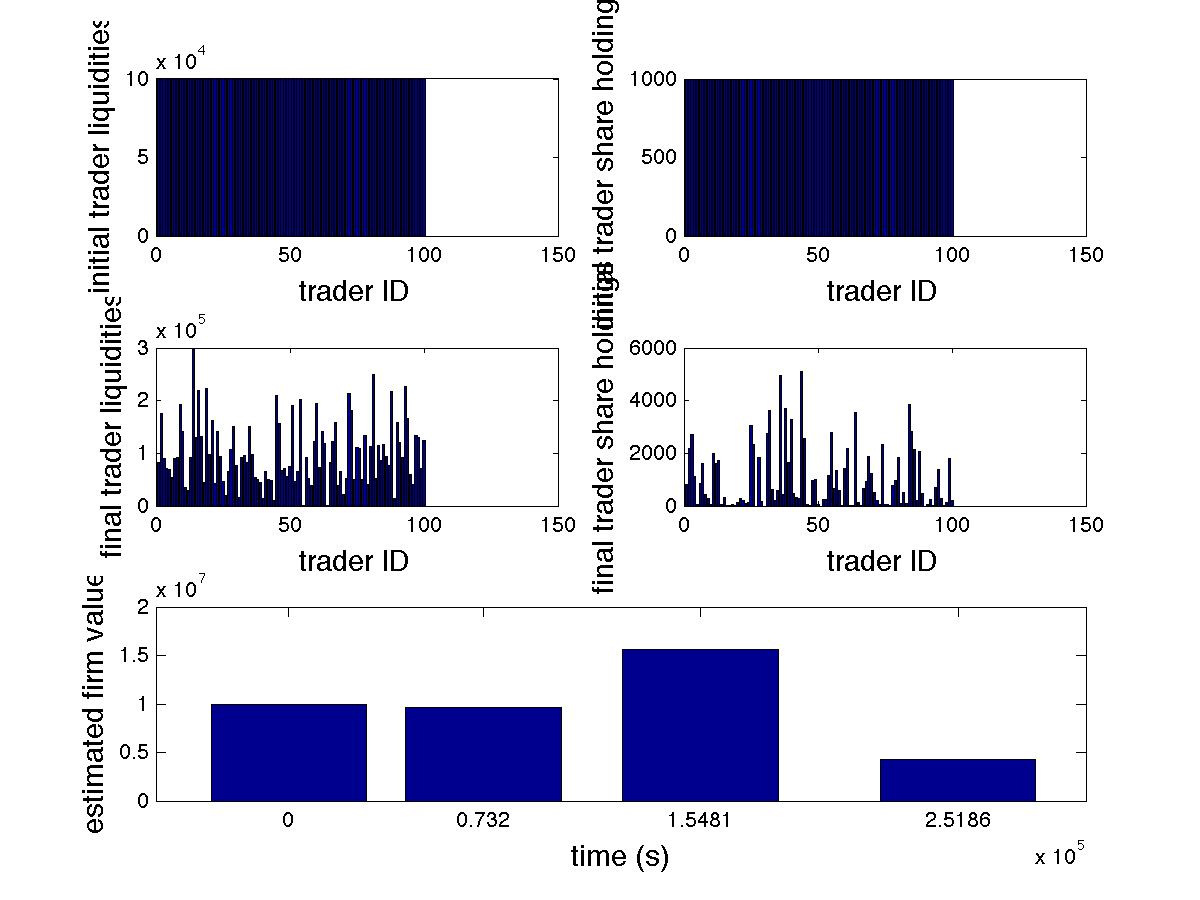 x 10^4
10
5
0
0 50 100 150
trader ID
initial trader liquidities
1000
500
0
0 50 100 150
trader ID
trader share holdings
x 10^5
3
2
1
0
0 50 100 150
trader ID
final trader liquidities
6000
4000
2000
0
0 50 100 150
trader ID
final trader share holdings
x 10^7
2
1.5
1
0.5
0
0 0.732 1.5481 2.5186
time (s)
x 10^5
estimated firm value